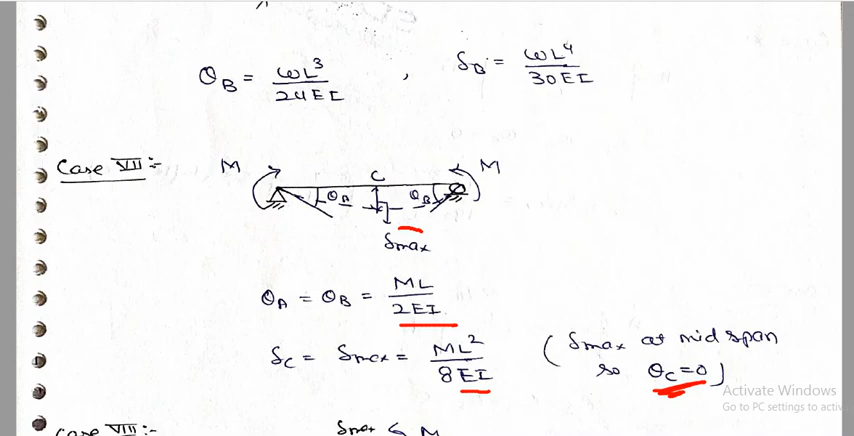 θB = ωL³/24EI , δB = ωL⁴/30EI
Case VII:-
M C M
θA θB
δmax
θA = θB = ML/2EI
δc = δmax = ML²/8EI (δmax at mid span
so θc=0)
Activate Windows
Go to PC settings to activ
Case VIII:- δmax M